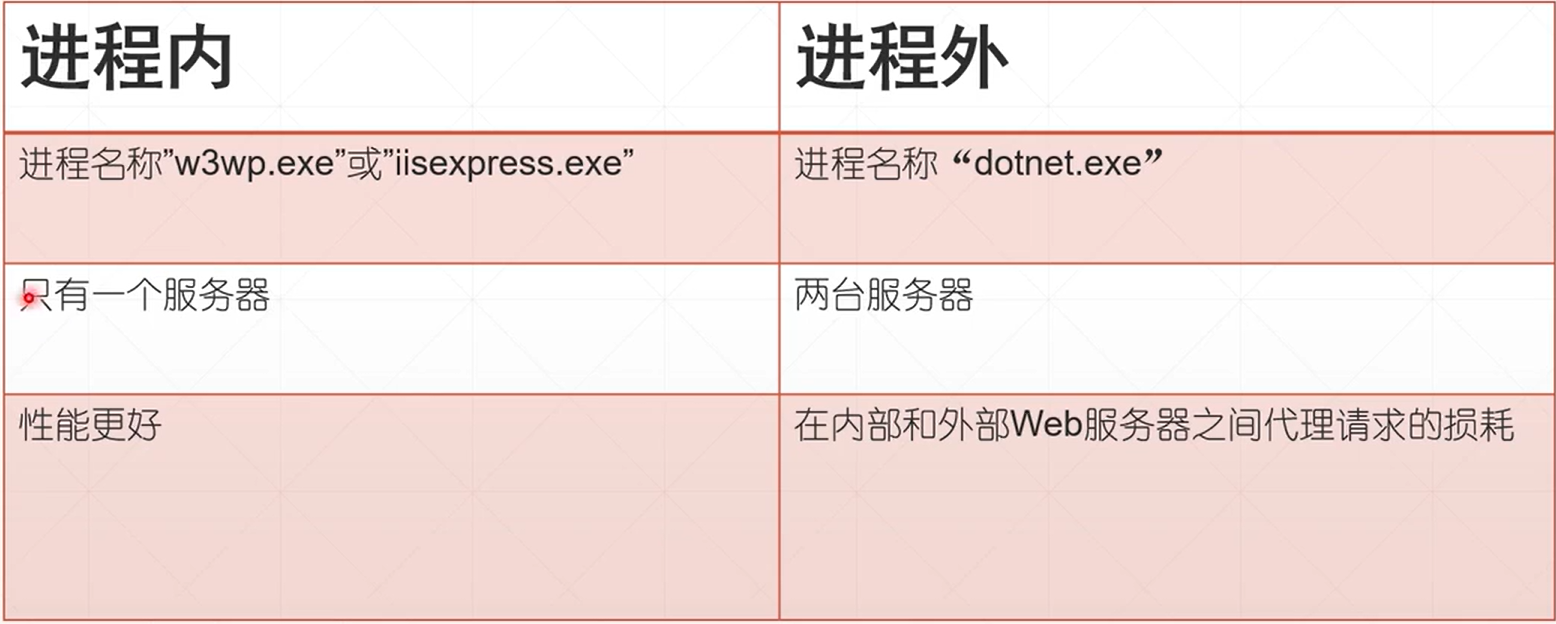 进程内
进程外
进程名称”w3wp.exe”或”iisexpress.exe”
进程名称 “dotnet.exe”
只有一个服务器
两台服务器
性能更好
在内部和外部Web服务器之间代理请求的损耗